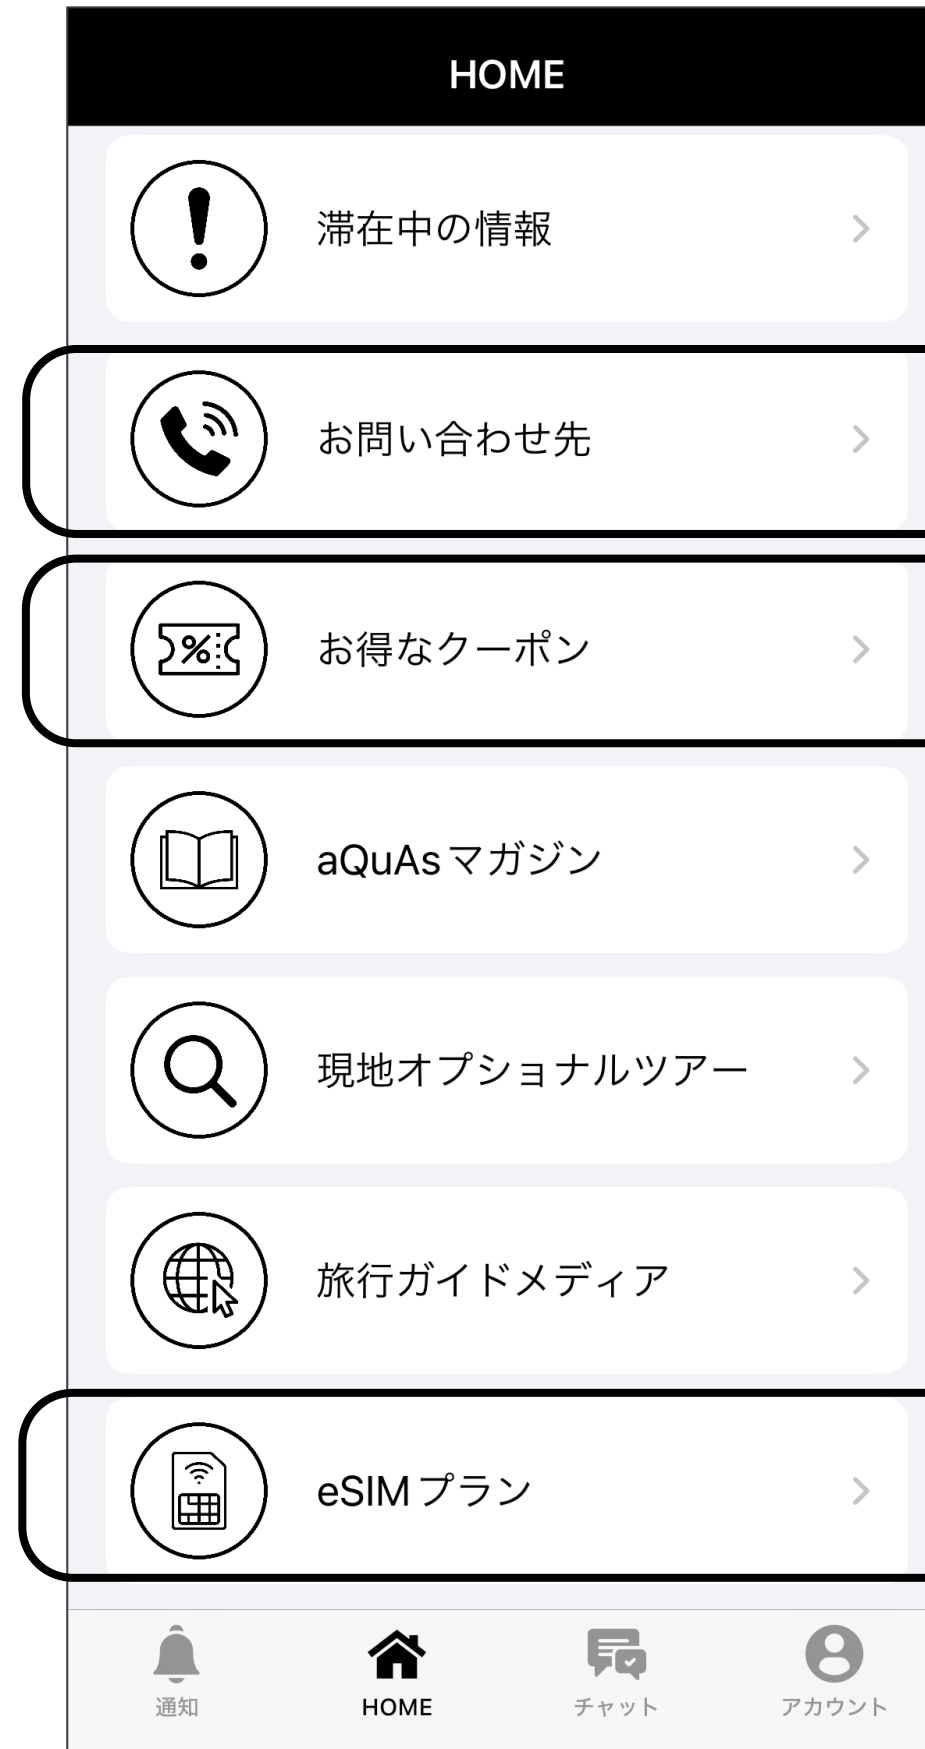 HOME
滞在中の情報
お問い合わせ先
お得なクーポン
aQuAsマガジン
現地オプショナルツアー
旅行ガイドメディア
eSIMプラン
通知
HOME
チャット
アカウント